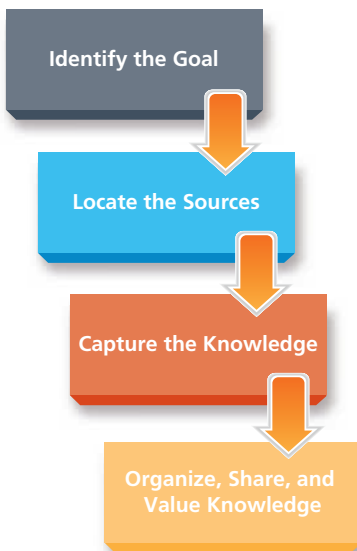 Identify the Goal
Locate the Sources
Capture the Knowledge
Organize, Share, and
Value Knowledge